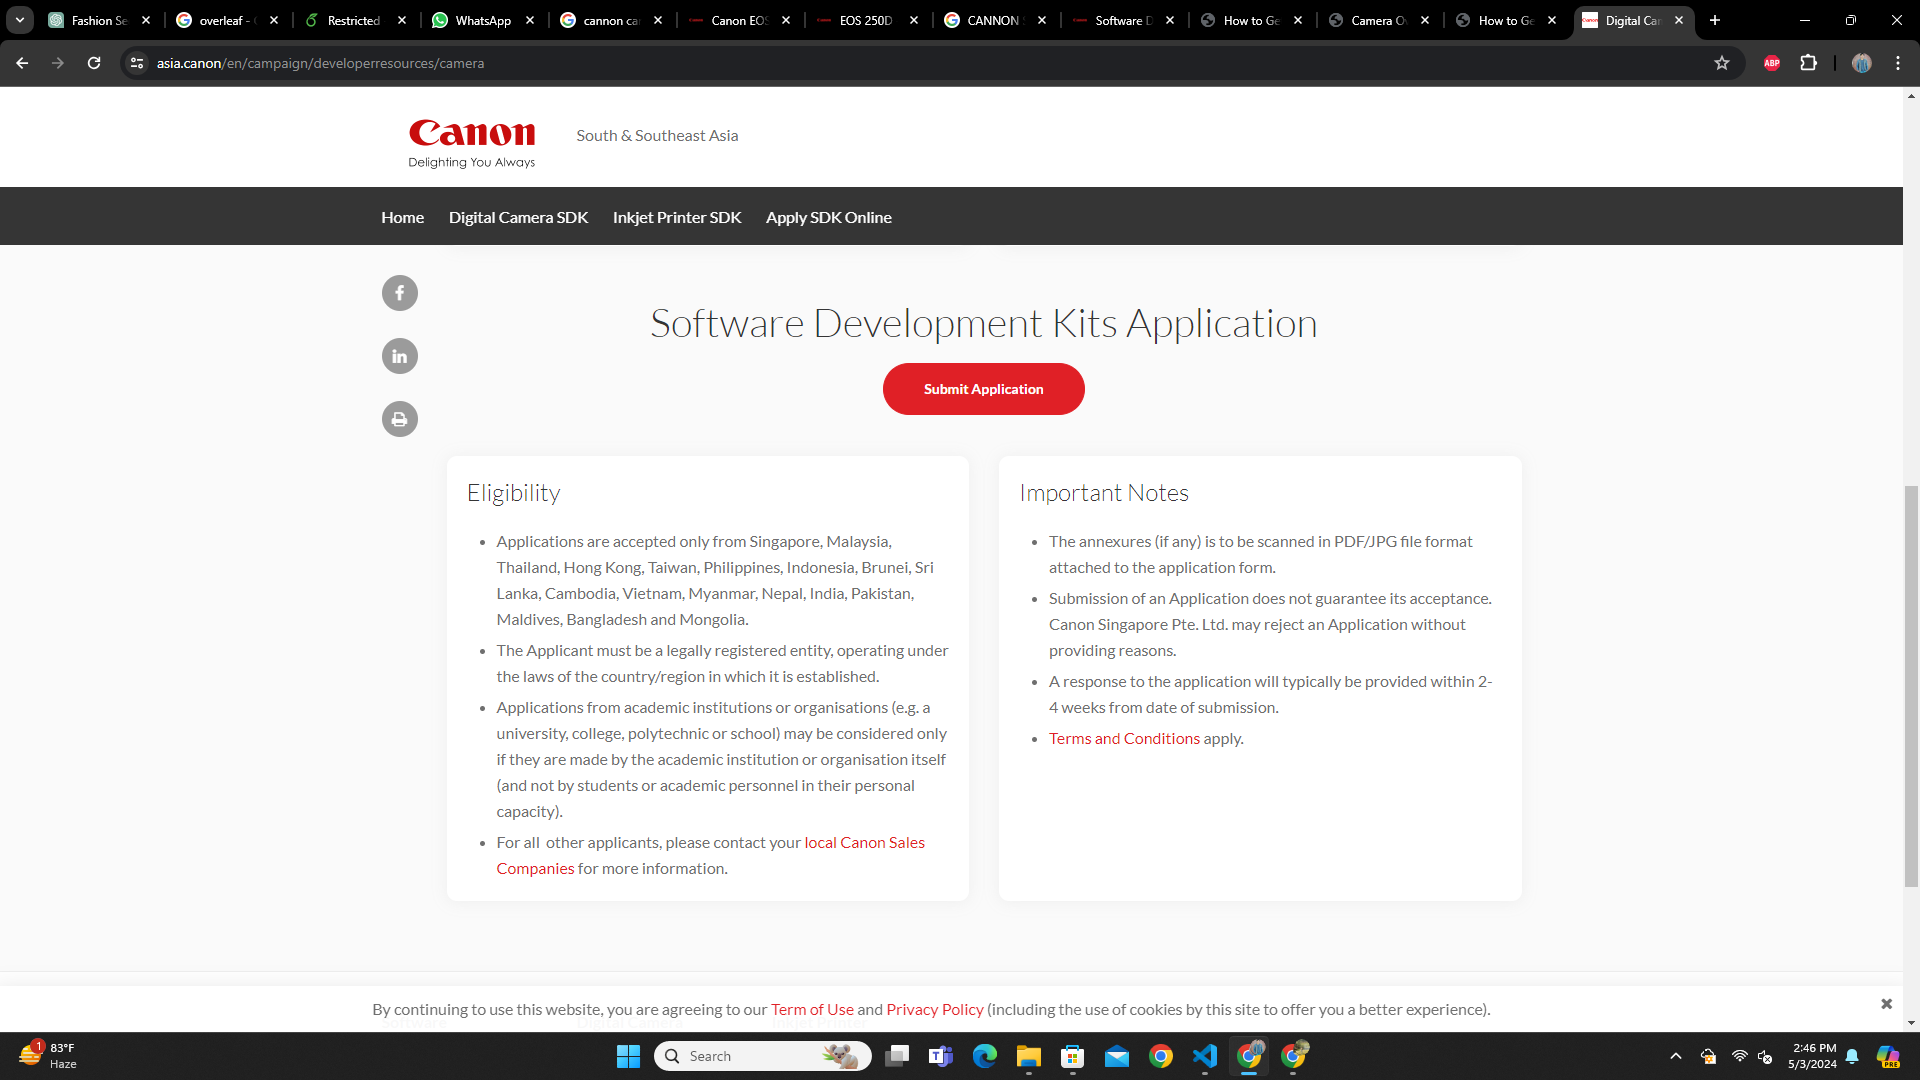 Fashion Se
overleaf - 
Restricted
WhatsApp
cannon ca
Canon EOS
EOS 250D
CANNON
Software D
How to Ge
Camera O
How to Ge
Digital Ca
asia.canon/en/campaign/developerresources/camera
ABP
Canon
Delighting You Always
South & Southeast Asia
Home
Digital Camera SDK
Inkjet Printer SDK
Apply SDK Online
Software Development Kits Application
Submit Application
Eligibility
• Applications are accepted only from Singapore, Malaysia,
Thailand, Hong Kong, Taiwan, Philippines, Indonesia, Brunei, Sri
Lanka, Cambodia, Vietnam, Myanmar, Nepal, India, Pakistan,
Maldives, Bangladesh and Mongolia.
• The Applicant must be a legally registered entity, operating under
the laws of the country/region in which it is established.
• Applications from academic institutions or organisations (e.g. a
university, college, polytechnic or school) may be considered only
if they are made by the academic institution or organisation itself
(and not by students or academic personnel in their personal
capacity).
• For all other applicants, please contact your local Canon Sales
Companies for more information.
Important Notes
• The annexures (if any) is to be scanned in PDF/JPG file format
attached to the application form.
• Submission of an Application does not guarantee its acceptance.
Canon Singapore Pte. Ltd. may reject an Application without
providing reasons.
• A response to the application will typically be provided within 2-
4 weeks from date of submission.
• Terms and Conditions apply.
By continuing to use this website, you are agreeing to our Term of Use and Privacy Policy (including the use of cookies by this site to offer you a better experience).
1
83°F
Haze
Search
2:46 PM
5/3/2024
PRE